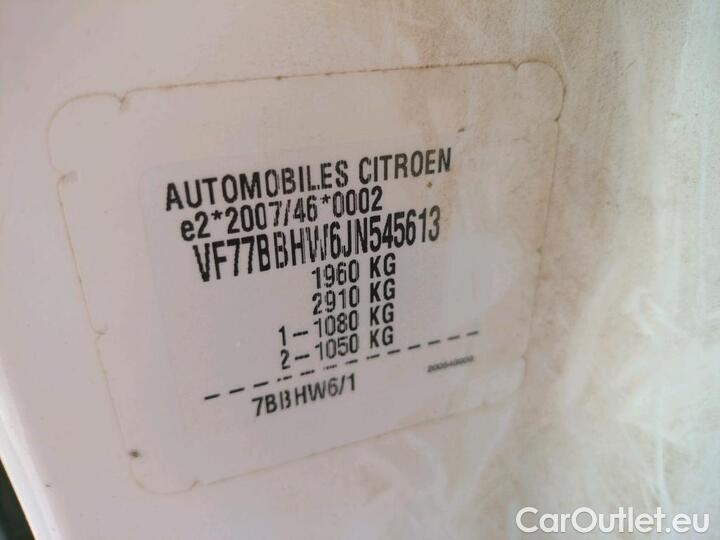 AUTOMOBILES CITROEN
e2*2007/46*0002
VF77BBHW6JN545613
1960 KG
2910 KG
1-1080 KG
2-1050 KG
7BBHW6/1
CarOutlet.eu